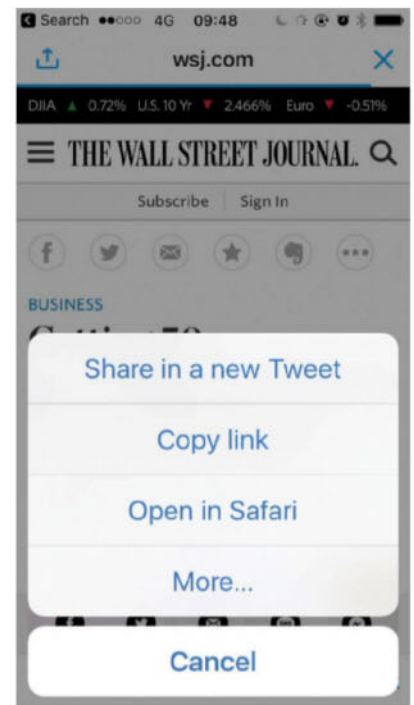 Search 4G 09:48
wsj.com
DJIA ▲ 0.72% U.S. 10 Yr ▼ 2.466% Euro ▼ -0.51%
THE WALL STREET JOURNAL.
Subscribe | Sign In
BUSINESS
Share in a new Tweet
Copy link
Open in Safari
More...
Cancel